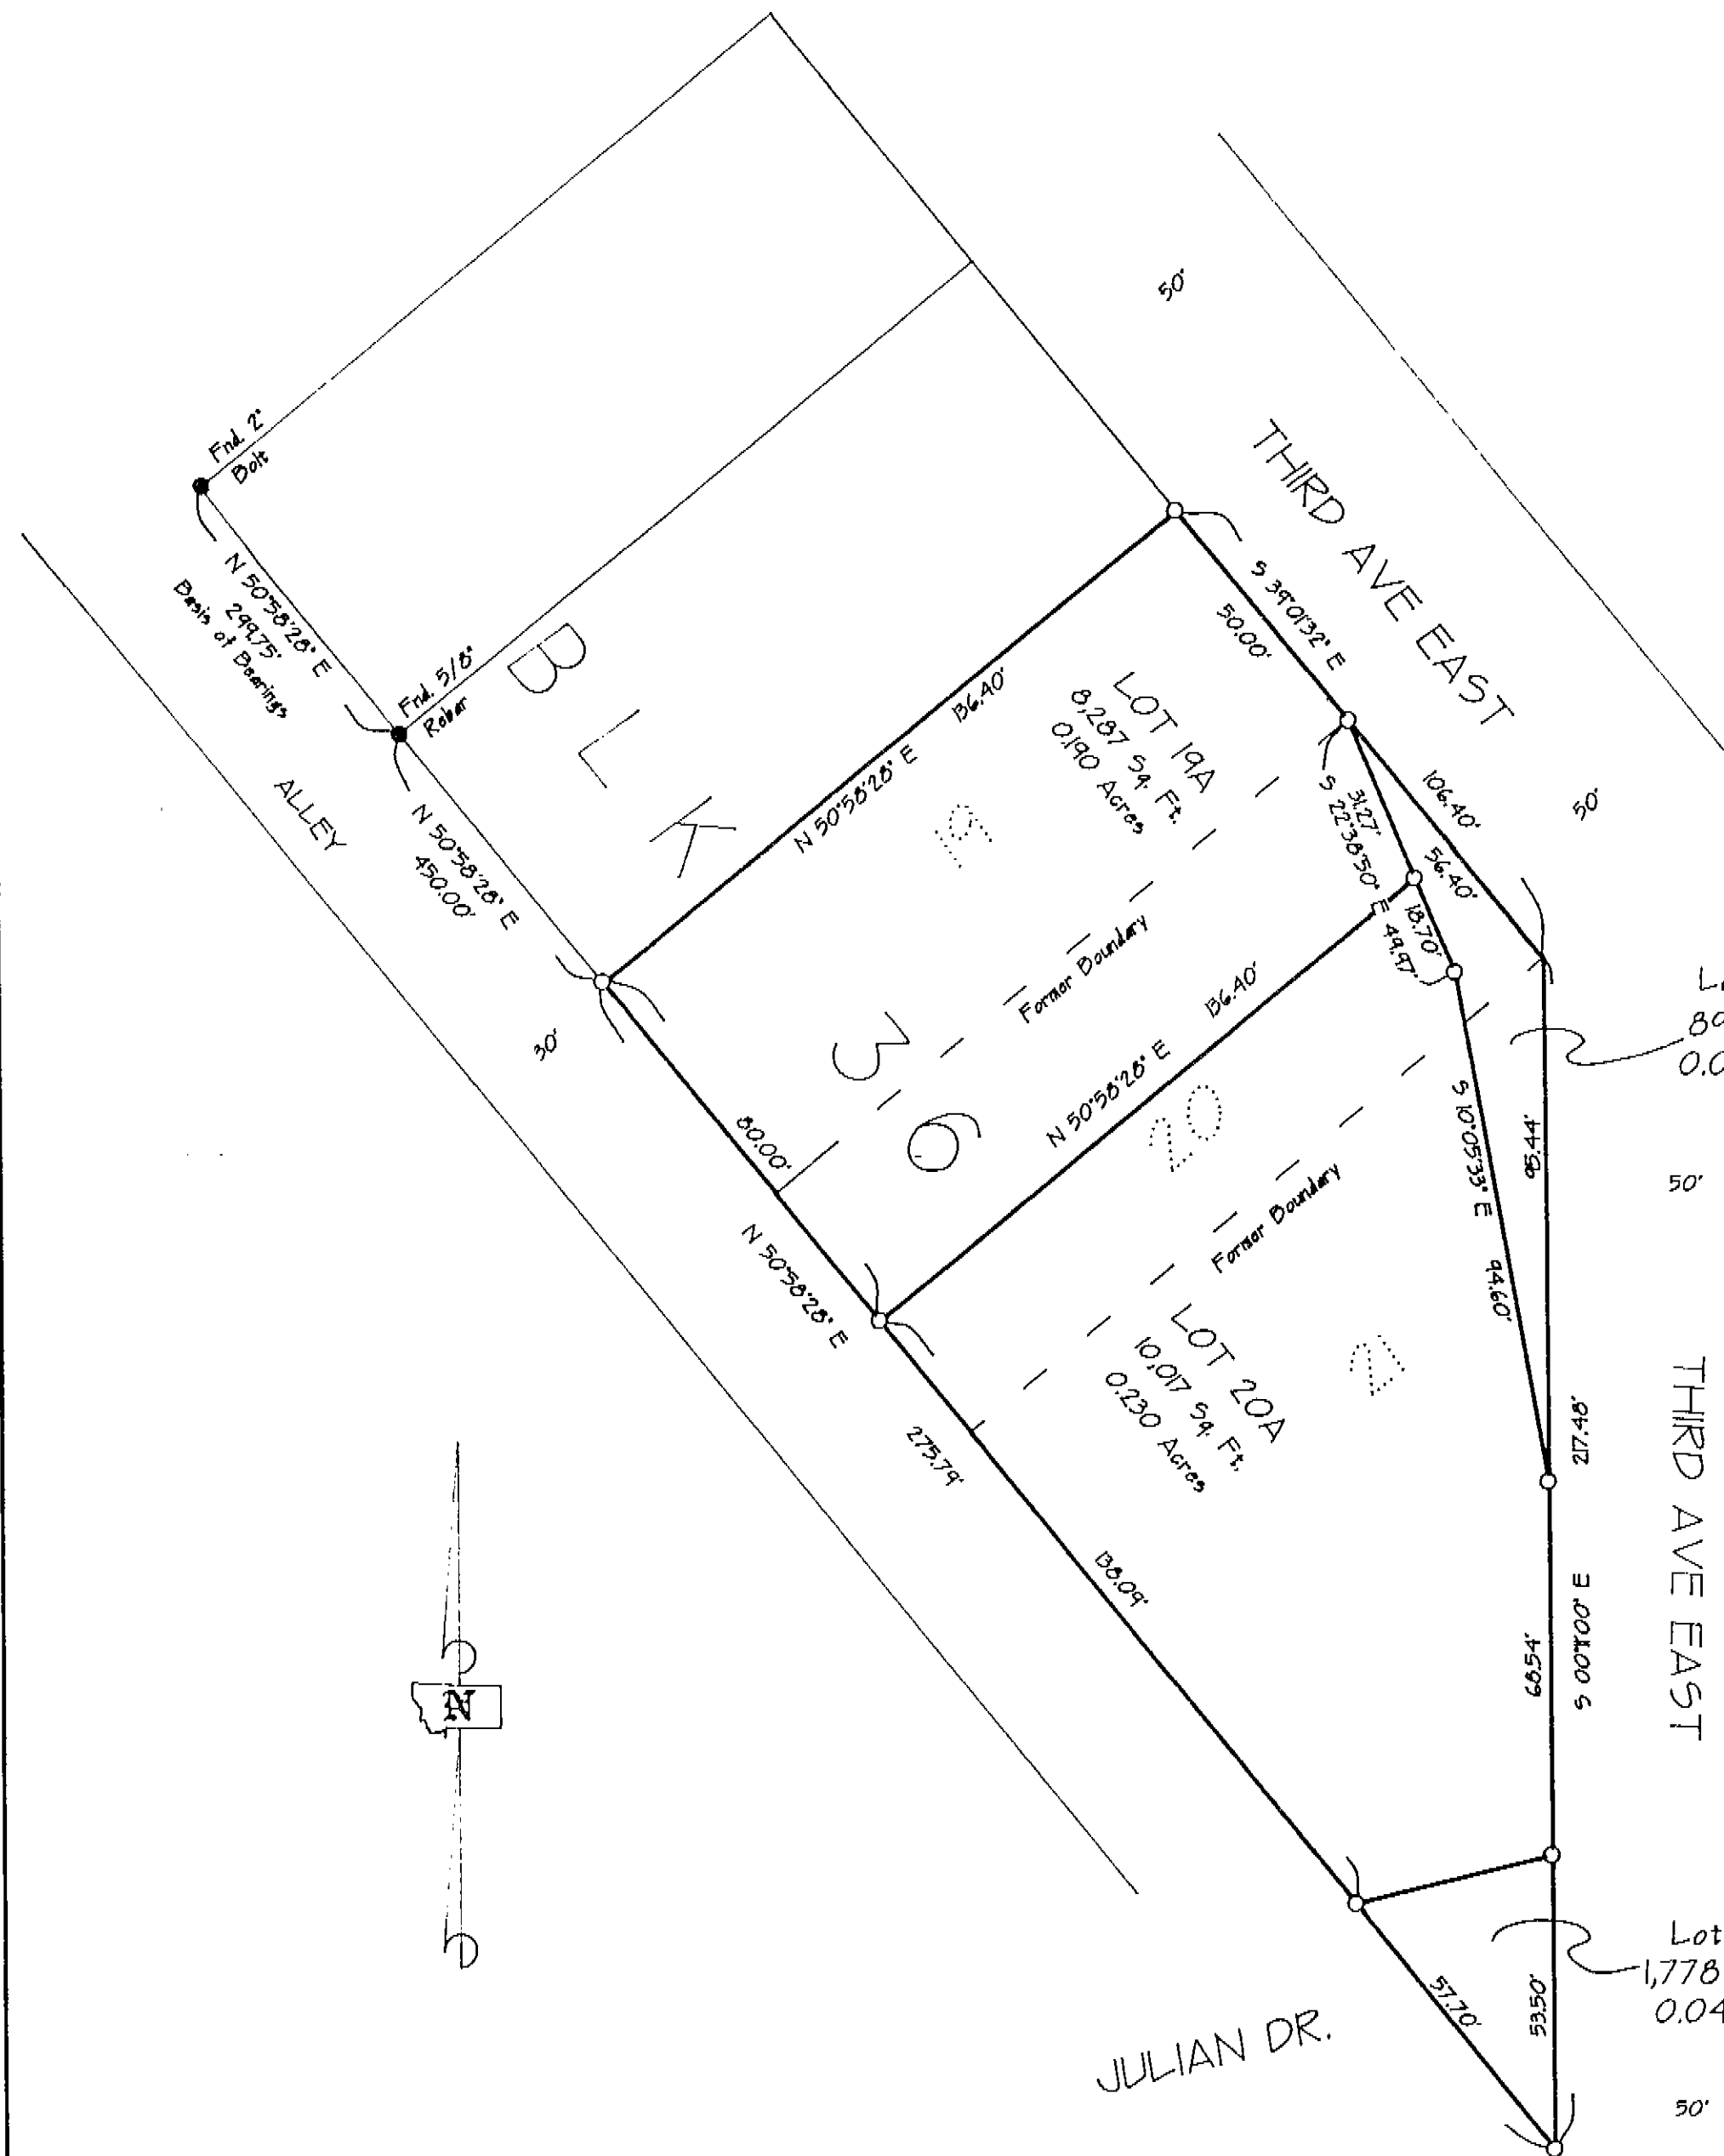 50'
THIRD AVE EAST
Fnd. 2"
Bolt
N 50°58'28" E
299.75'
Basis of Bearings
Fnd. 5/8"
Rebar
S 39°01'32" E
50.00'
B L K
136.40'
N 50°58'28" E
LOT 19A
8,287 Sq. Ft.
0.190 Acres
106.40'
50'
31.27'
S 22°38'50" E 49.97'
56.40'
18.70'
ALLEY
N 50°58'28" E
450.00'
19
Former Boundary
30'
36
136.40'
N 50°58'28" E
80.00'
20
Former Boundary
S 10°05'33" E
94.60'
95.44'
50'
N 50°58'28" E
275.79'
LOT 20A
10,017 Sq. Ft.
0.230 Acres
21
217.48'
THIRD AVE EAST
138.09'
68.54'
S 00°11'00" E
N
Lot
1,778
0.04
57.70'
53.50'
JULIAN DR.
50'